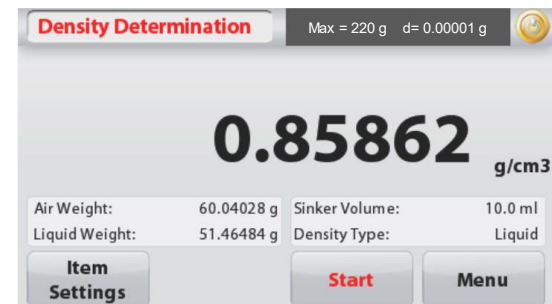 Density Determination Max = 220 g d= 0.00001 g
0.85862 g/cm3
Air Weight: 60.04028 g Sinker Volume: 10.0 ml
Liquid Weight: 51.46484 g Density Type: Liquid
Item
Settings
Start
Menu